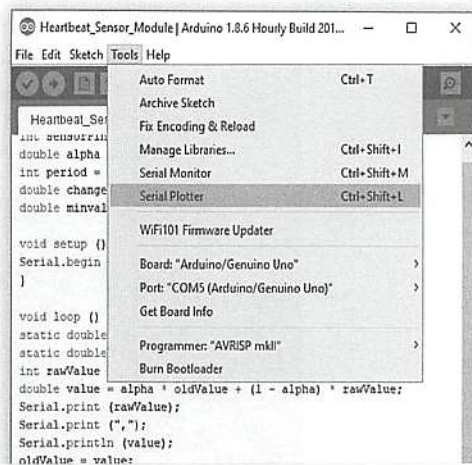 Heartbeat_Sensor_Module | Arduino 1.8.6 Hourly Build 201...
File Edit Sketch Tools Help
Auto Format Ctrl+T
Archive Sketch
Fix Encoding & Reload
Manage Libraries... Ctrl+Shift+I
Serial Monitor Ctrl+Shift+M
Serial Plotter Ctrl+Shift+L
WiFi101 Firmware Updater
Board: "Arduino/Genuino Uno"
Port: "COM5 (Arduino/Genuino Uno)"
Get Board Info
Programmer: "AVRISP mkII"
Burn Bootloader
Heartbeat_Ser
double alpha
int period =
double change
double minval
void setup ()
Serial.begin
}
void loop ()
static double
static double
int rawValue
double value = alpha * oldValue + (1 - alpha) * rawValue;
Serial.print (rawValue);
Serial.print (",");
Serial.println (value);
oldValue = value;